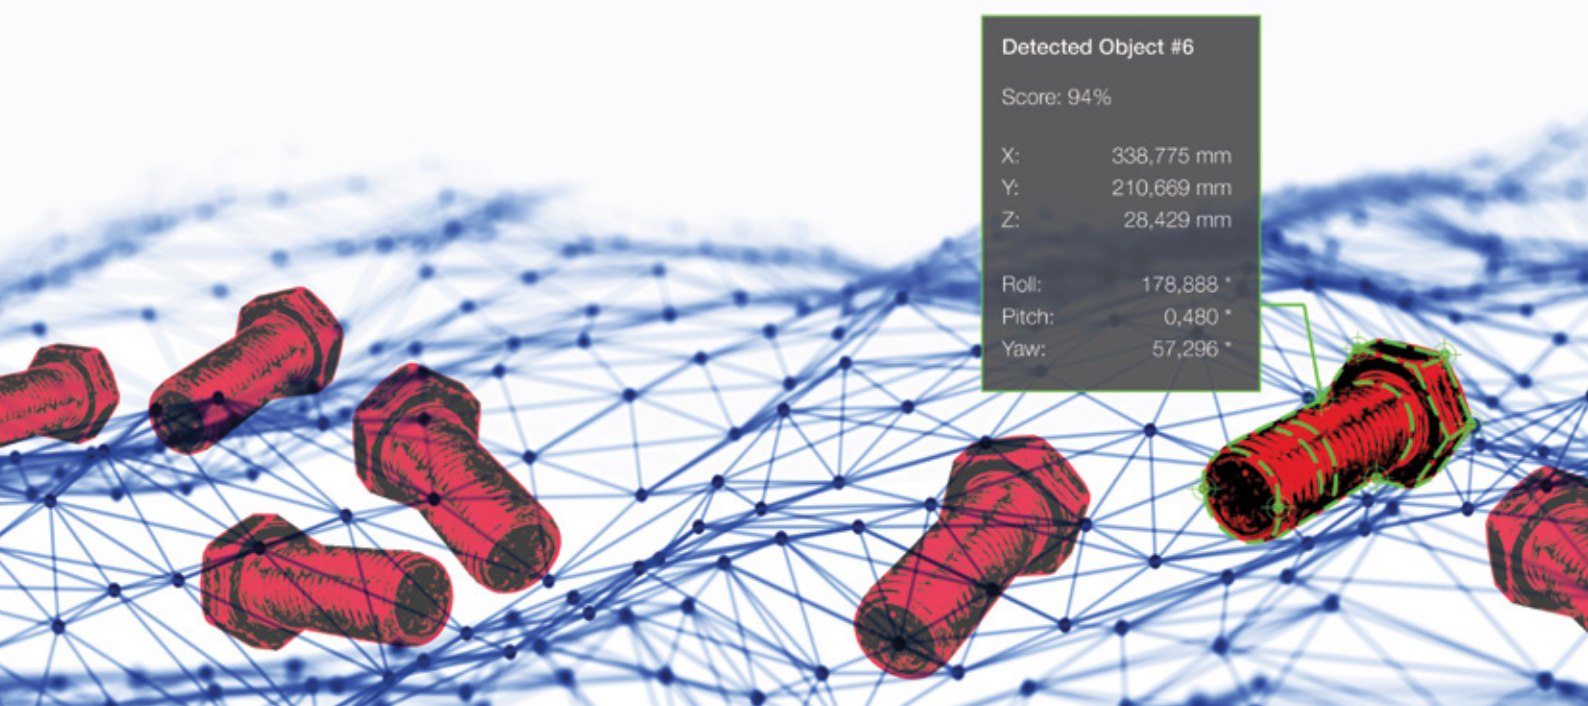 Detected Object #6
Score: 94%
X: 338,775 mm
Y: 210,669 mm
Z: 28,429 mm
Roll: 178,888 *
Pitch: 0,480 *
Yaw: 57,296 *